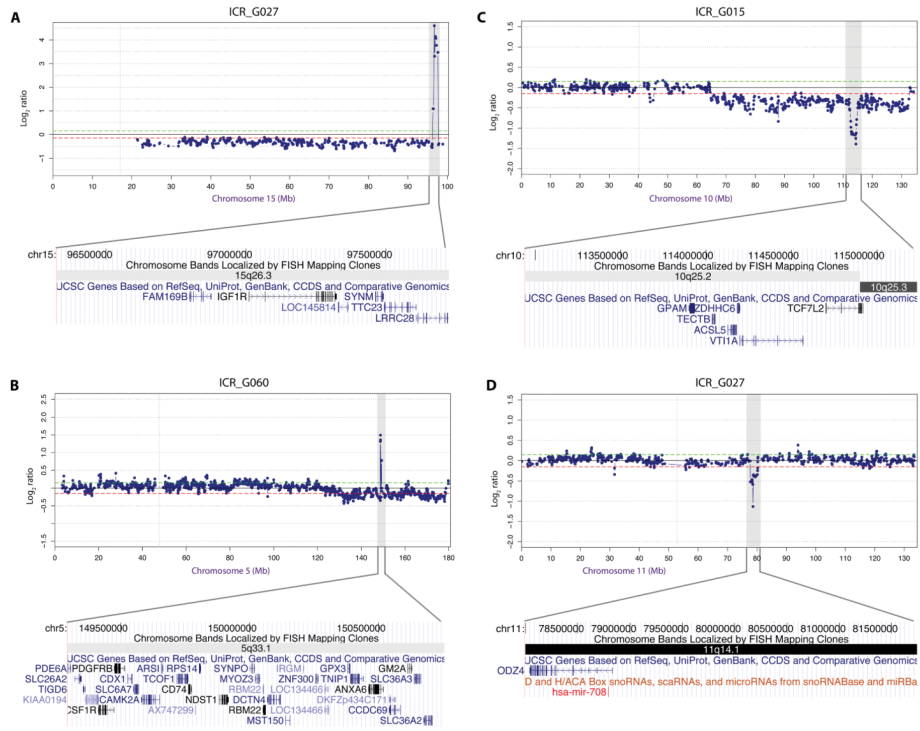 A
ICR_G027
Log2 ratio
4
3
2
1
0
−1
0 10 20 30 40 50 60 70 80 90 100
Chromosome 15 (Mb)
chr15: 96500000 97000000 97500000
Chromosome Bands Localized by FISH Mapping Clones
15q26.3
UCSC Genes Based on RefSeq, UniProt, GenBank, CCDS and Comparative Genomics
FAM169B IGF1R SYNM
LOC145814 TTC23
LRRC28
B
ICR_G060
Log2 ratio
2.5
2.0
1.5
1.0
0.5
0.0
−0.5
−1.5
0 20 40 60 80 100 120 140 160 180
Chromosome 5 (Mb)
chr5: 149500000 150000000 150500000
Chromosome Bands Localized by FISH Mapping Clones
5q33.1
UCSC Genes Based on RefSeq, UniProt, GenBank, CCDS and Comparative Genomics
PDE6A PDGFRB ARSI RPS14 SYNPO IRGM GPX3 GM2A
SLC26A2 CDX1 TCOF1 MYOZ3 ZNF300 TNIP1 SLC36A3
TIGD6 SLC6A7 CD74 RBM22 LOC134466 ANXA6
KIAA0194 CAMK2A NDST1 DCTN4 DKFZp434C171
CSF1R AX747299 RBM22 LOC134466 CCDC69
MST150 SLC36A2
C
ICR_G015
Log2 ratio
1.5
1.0
0.5
0.0
−0.5
−1.0
−1.5
−2.0
0 10 20 30 40 50 60 70 80 90 100 110 120 130
Chromosome 10 (Mb)
chr10: 113500000 114000000 114500000 115000000
Chromosome Bands Localized by FISH Mapping Clones
10q25.2
10q25.3
UCSC Genes Based on RefSeq, UniProt, GenBank, CCDS and Comparative Genomics
GPAM ZDHHC6 TCF7L2
TECTB
ACSL5
VTI1A
D
ICR_G027
Log2 ratio
1.5
1.0
0.5
0.0
−0.5
−1.0
−1.5
−2.0
0 10 20 30 40 50 60 70 80 90 100 110 120 130
Chromosome 11 (Mb)
chr11: 78500000 79000000 79500000 80000000 80500000 81000000 81500000
Chromosome Bands Localized by FISH Mapping Clones
11q14.1
UCSC Genes Based on RefSeq, UniProt, GenBank, CCDS and Comparative Genomics
ODZ4
D and H/ACA Box snoRNAs, scaRNAs, and microRNAs from snoRNABase and miRBa
hsa-mir-708